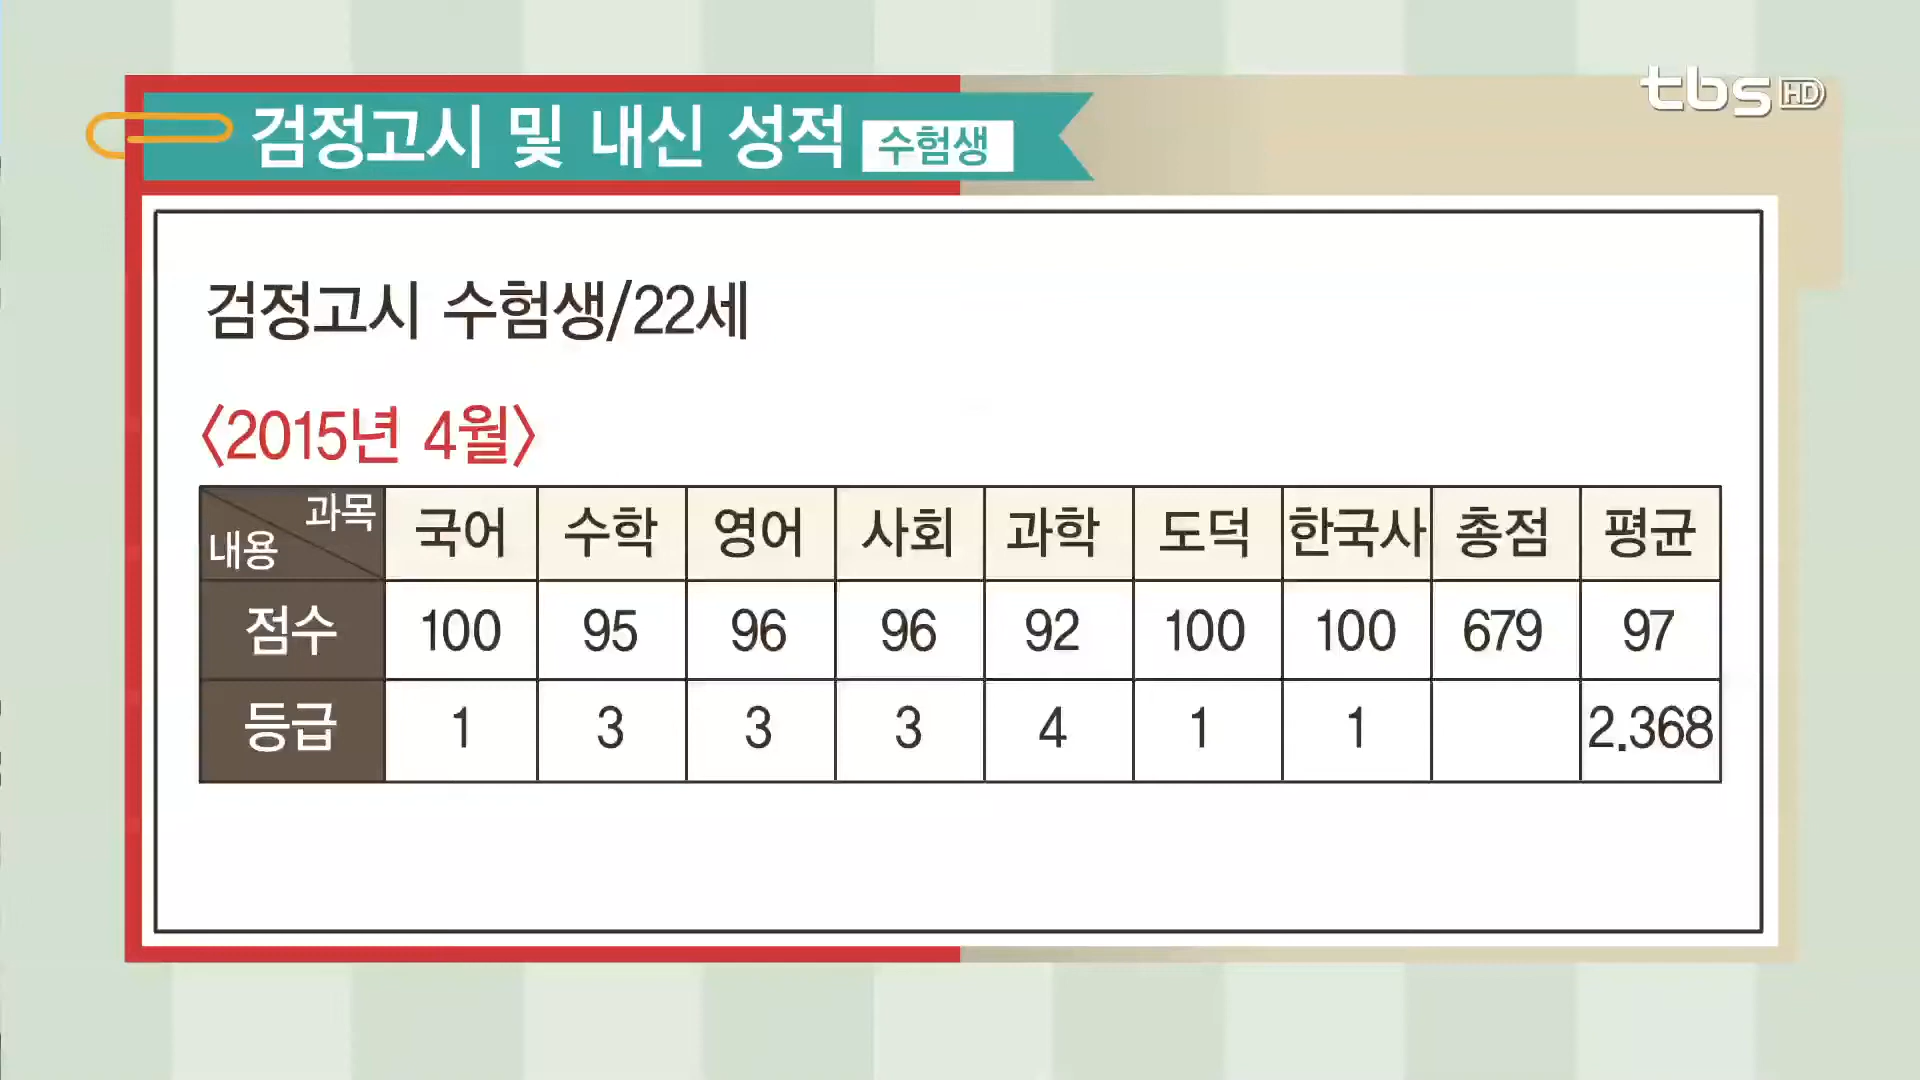 tbs HD
검정고시 및 내신 성적 수험생
검정고시 수험생/22세
〈2015년 4월〉
과목 내용 국어 수학 영어 사회 과학 도덕 한국사 총점 평균
점수 100 95 96 96 92 100 100 679 97
등급 1 3 3 3 4 1 1 2.368